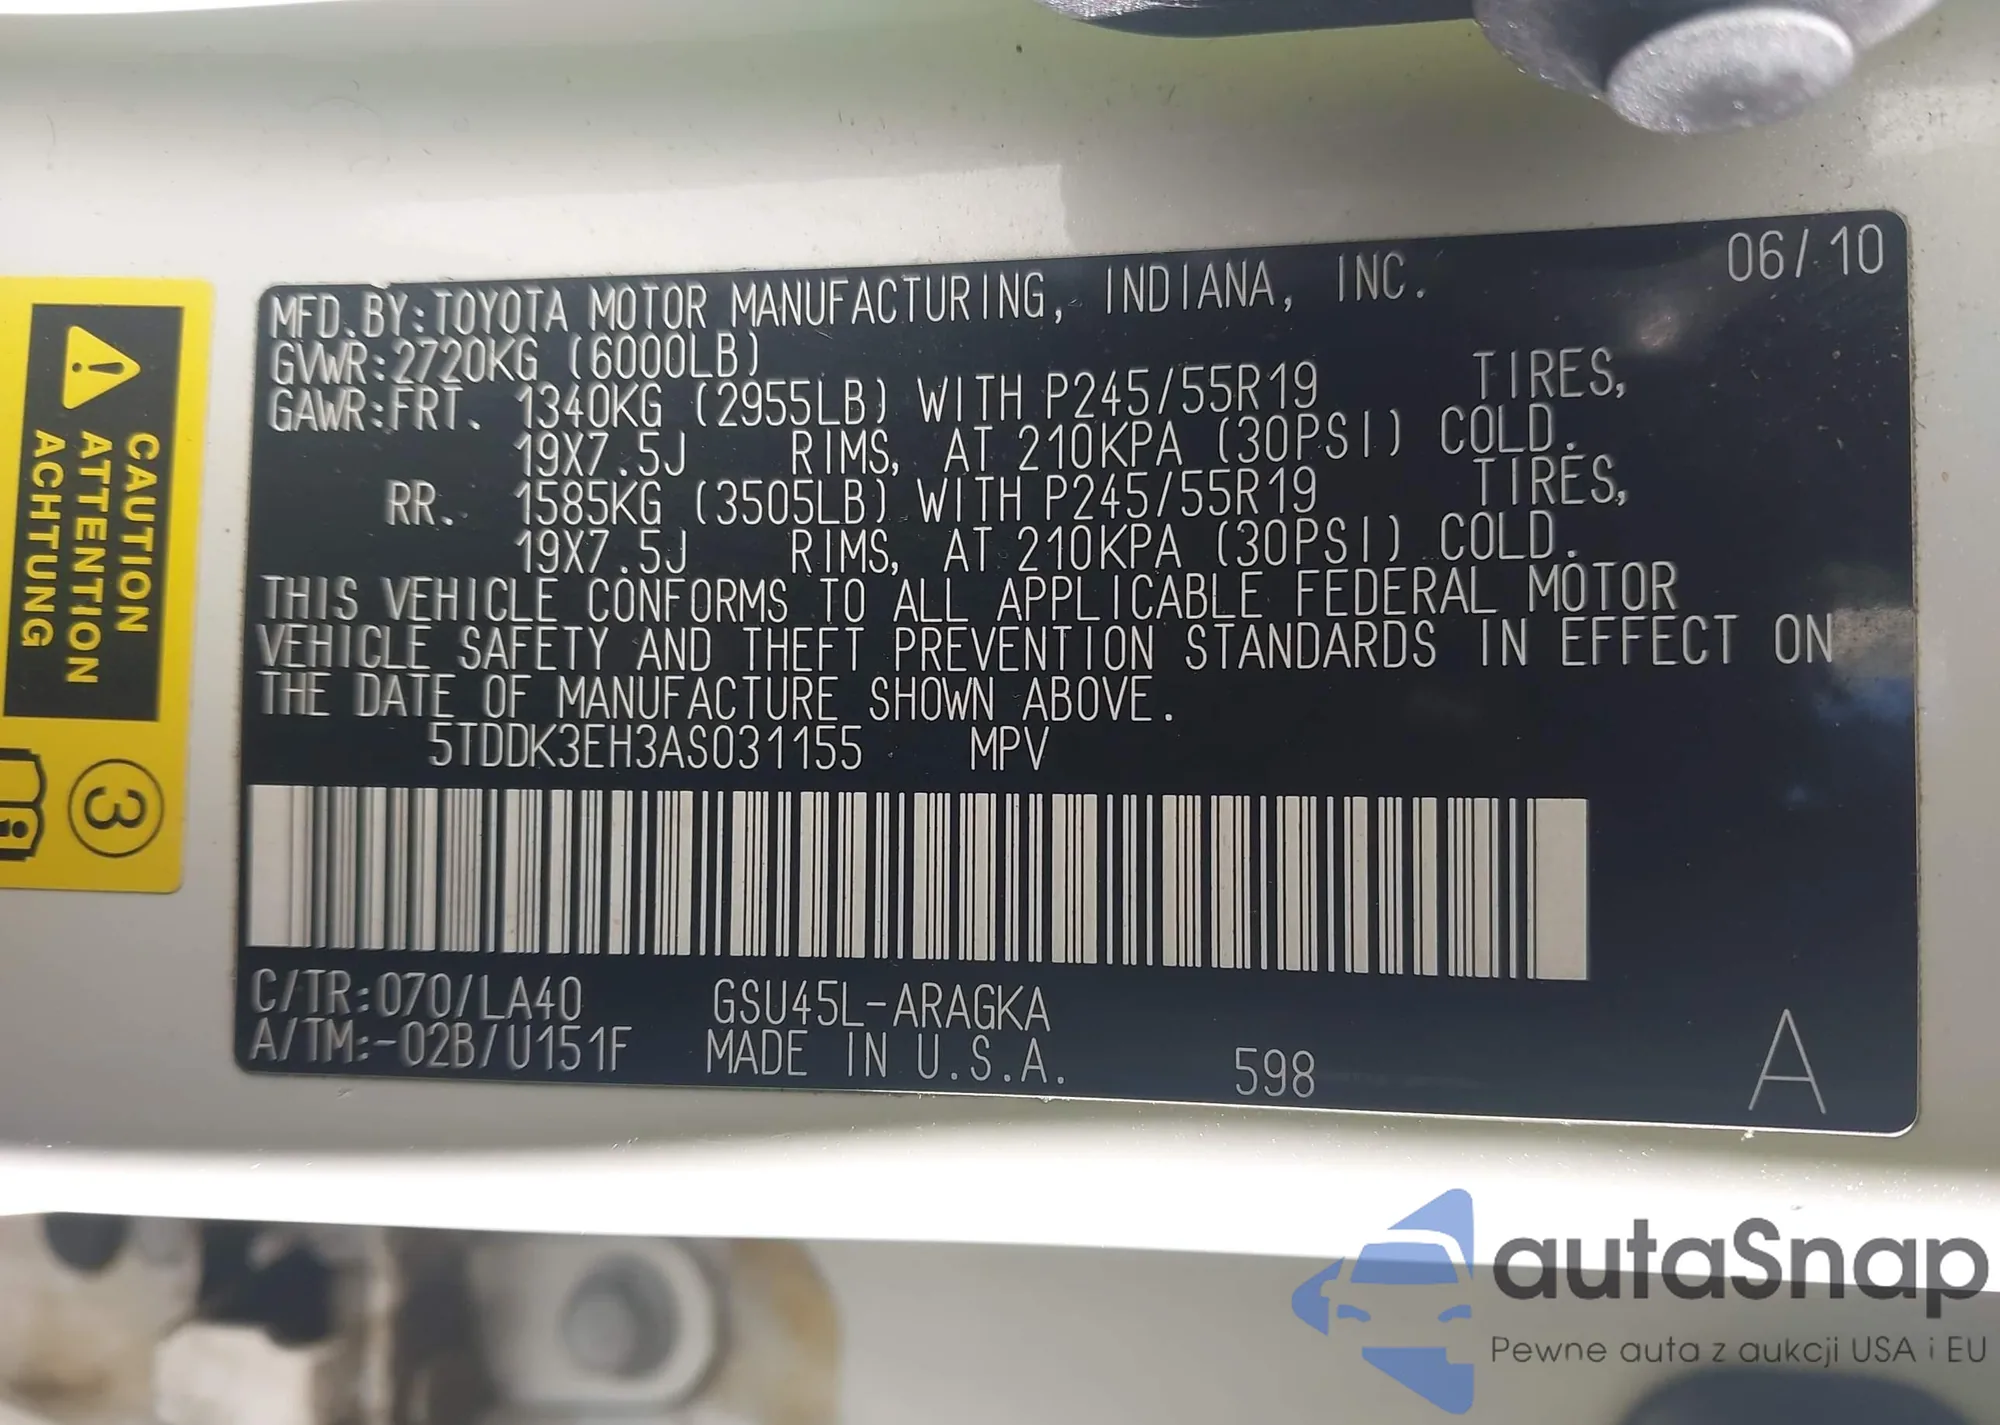 06/10
MFD.BY:TOYOTA MOTOR MANUFACTURING, INDIANA, INC.
GVWR:2720KG (6000LB)
GAWR:FRT. 1340KG (2955LB) WITH P245/55R19 TIRES,
19X7.5J RIMS, AT 210KPA (30PSI) COLD.
RR. 1585KG (3505LB) WITH P245/55R19 TIRES,
19X7.5J RIMS, AT 210KPA (30PSI) COLD.
THIS VEHICLE CONFORMS TO ALL APPLICABLE FEDERAL MOTOR
VEHICLE SAFETY AND THEFT PREVENTION STANDARDS IN EFFECT ON
THE DATE OF MANUFACTURE SHOWN ABOVE.
5TDDK3EH3AS031155 MPV
C/TR:070/LA40 GSU45L-ARAGKA
A/TM:-02B/U151F MADE IN U.S.A. 598 A
CAUTION
ATTENTION
ACHTUNG
3
autaSnap
Pewne auta z aukcji USA i EU